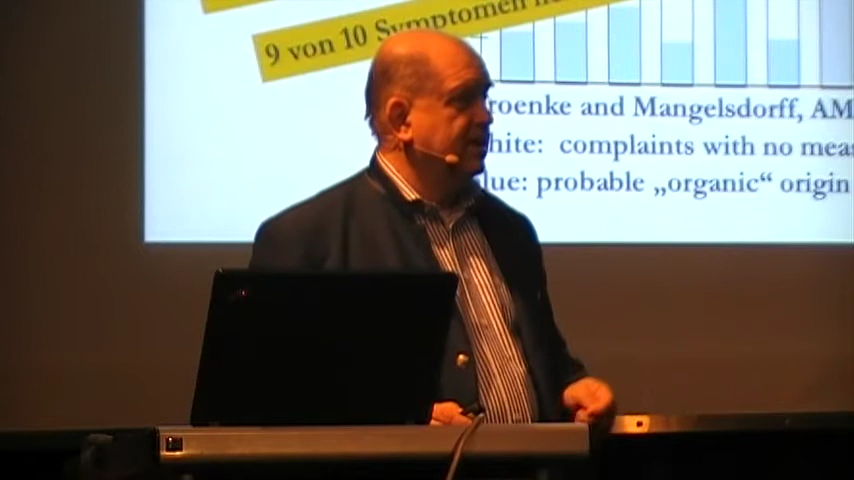 9 von 10 Symptomen
roenke and Mangelsdorff, AM
hite: complaints with no meas
lue: probable „organic“ origin